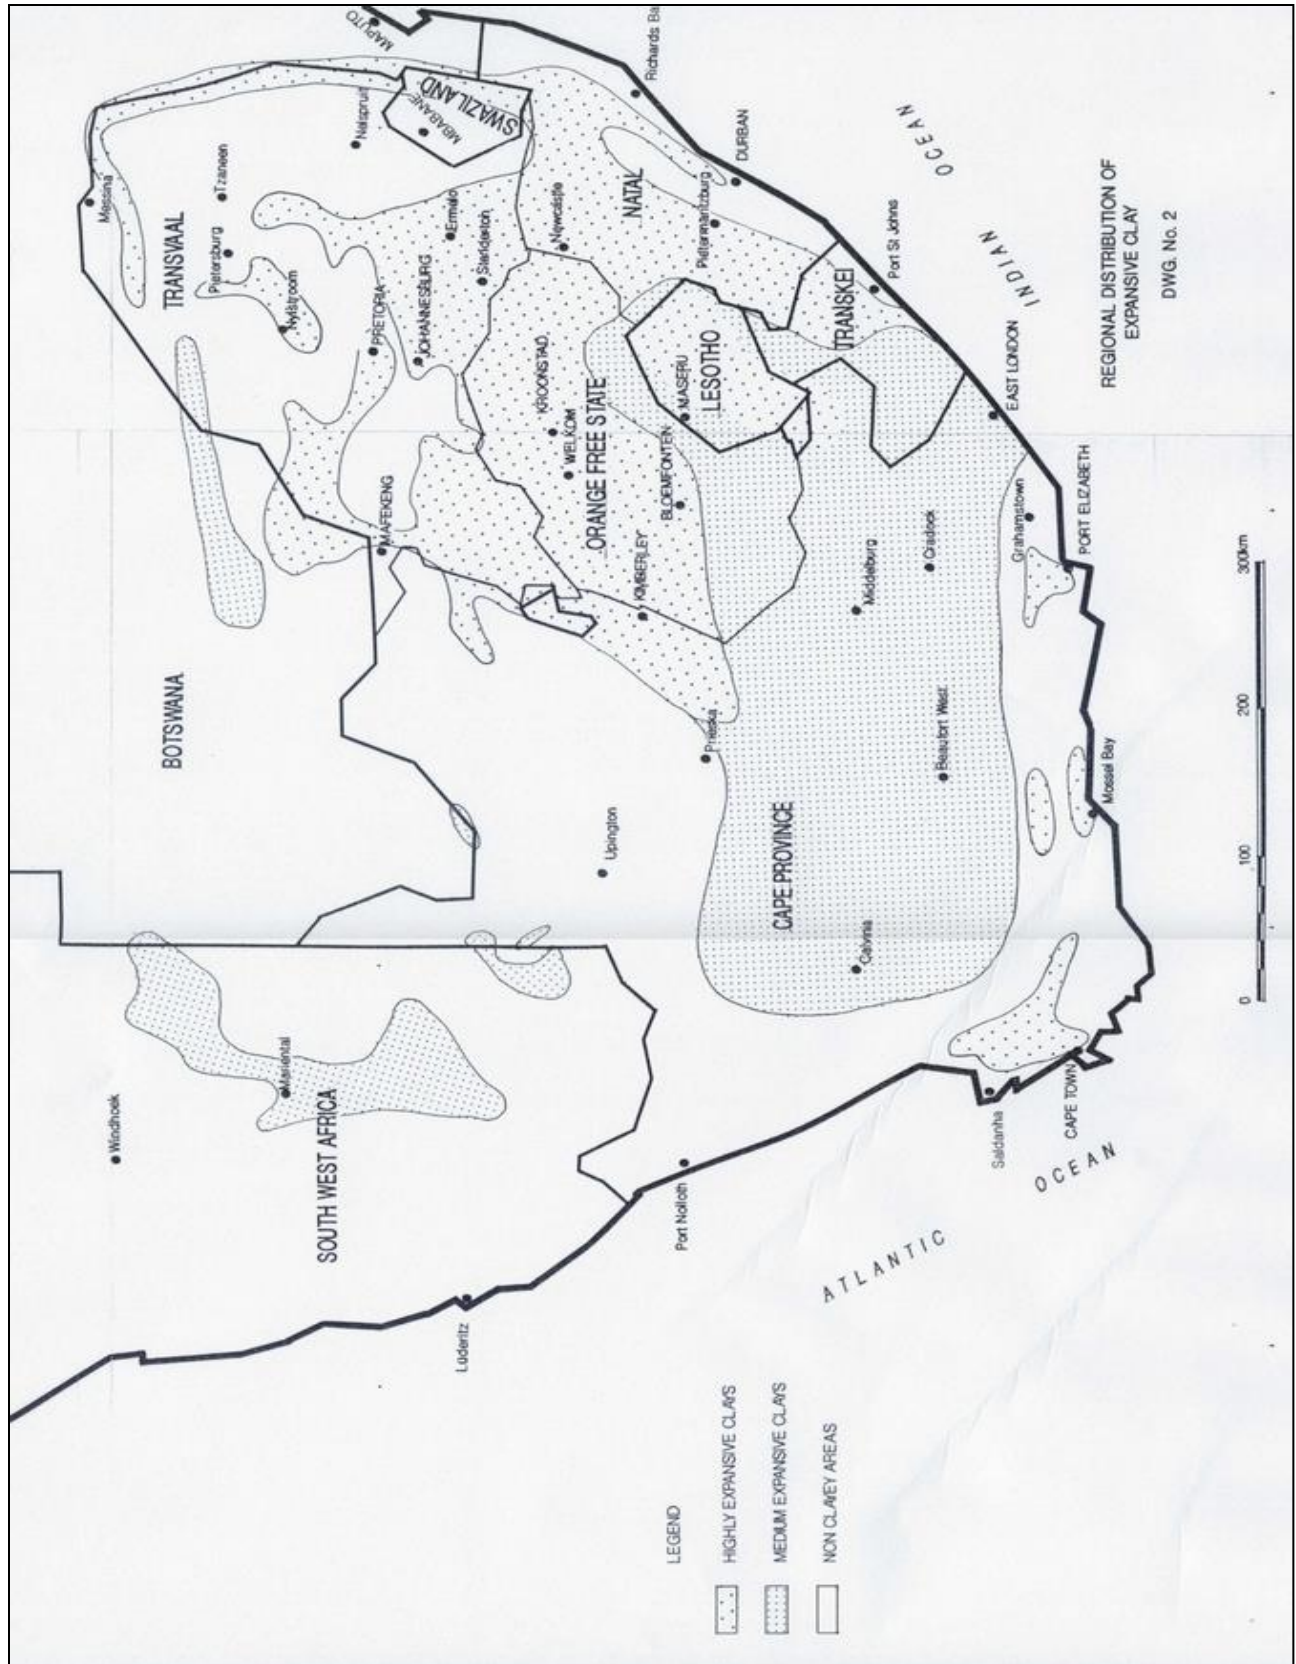 Messina
Windhoek
BOTSWANA
TRANSVAAL
Pietersburg
Tzaneen
Mariental
Nylstroom
SOUTH WEST AFRICA
MAPUTO
Nelspruit
PRETORIA
MAFEKENG
JOHANNESBURG
MBABANE
SWAZILAND
Ermelo
Standerton
Luderitz
KROONSTAD
Newcastle
WELKOM
ORANGE FREE STATE
Upington
KIMBERLEY
NATAL
Richards Ba
BLOEMFONTEIN
MASERU
Port Nolloth
Prieska
LESOTHO
Pietermaritzburg
DURBAN
CAPE PROVINCE
TRANSKEI
Calvinia
Middelburg
Port St Johns
Beaufort West
Cradock
Saldanha
Grahamstown
EAST LONDON
CAPE TOWN
PORT ELIZABETH
Mossel Bay
ATLANTIC
OCEAN
INDIAN
OCEAN
LEGEND
HIGHLY EXPANSIVE CLAYS
MEDIUM EXPANSIVE CLAYS
NON CLAYEY AREAS
REGIONAL DISTRIBUTION OF
EXPANSIVE CLAY
DWG. No. 2
0 100 200 300km